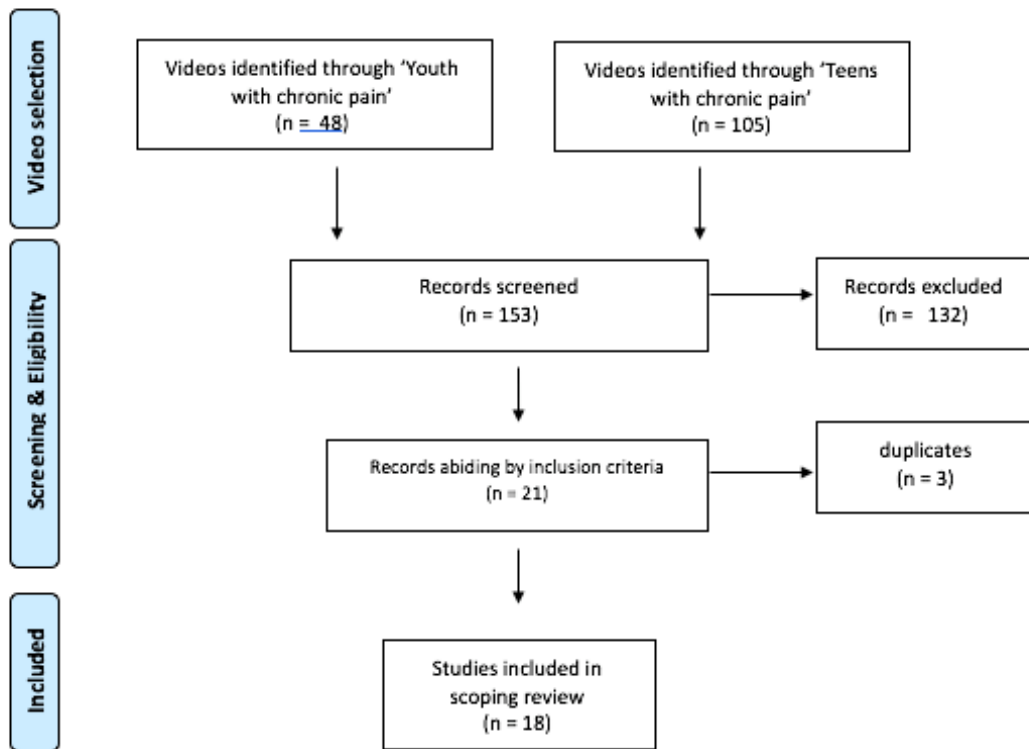 Video selection
Videos identified through ‘Youth
with chronic pain’
(n = 48)
Videos identified through ‘Teens
with chronic pain’
(n = 105)
Screening & Eligibility
Records screened
(n = 153)
Records excluded
(n = 132)
Records abiding by inclusion criteria
(n = 21)
duplicates
(n = 3)
Included
Studies included in
scoping review
(n = 18)